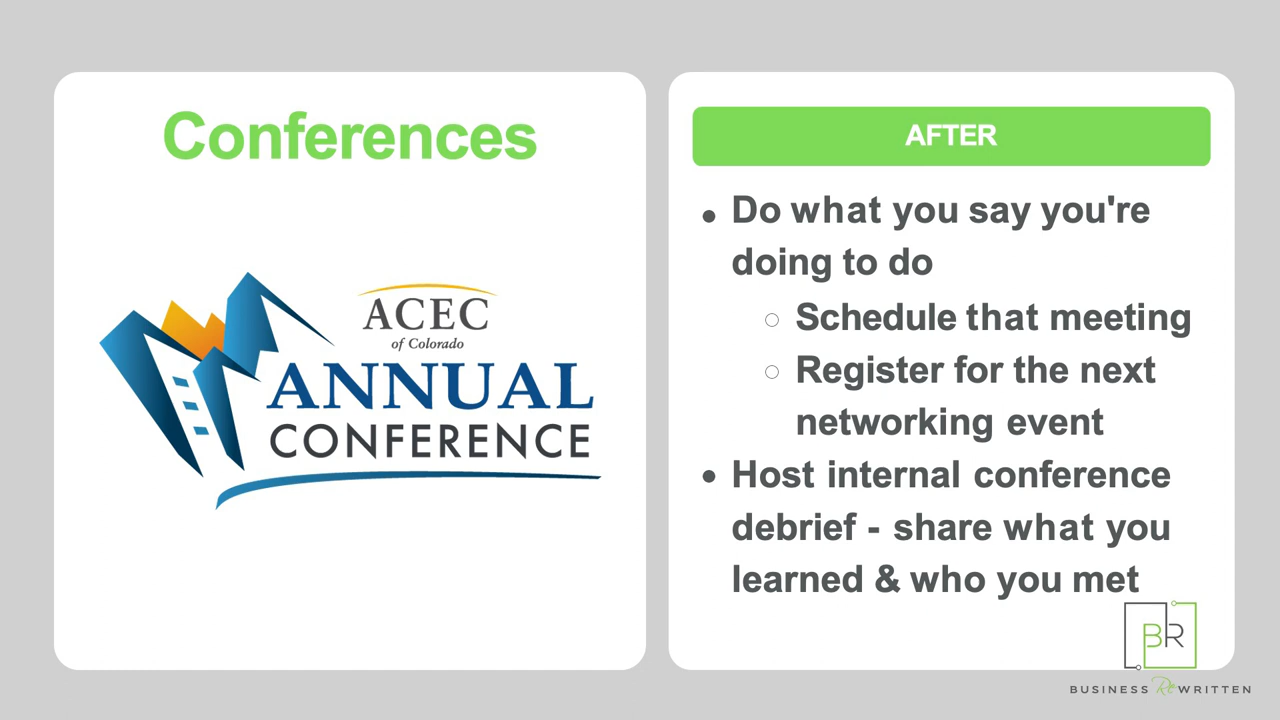 Conferences
ACEC
of Colorado
ANNUAL
CONFERENCE
AFTER
• Do what you say you're
doing to do
○ Schedule that meeting
○ Register for the next
networking event
• Host internal conference
debrief - share what you
learned & who you met
BR
BUSINESS Re WRITTEN